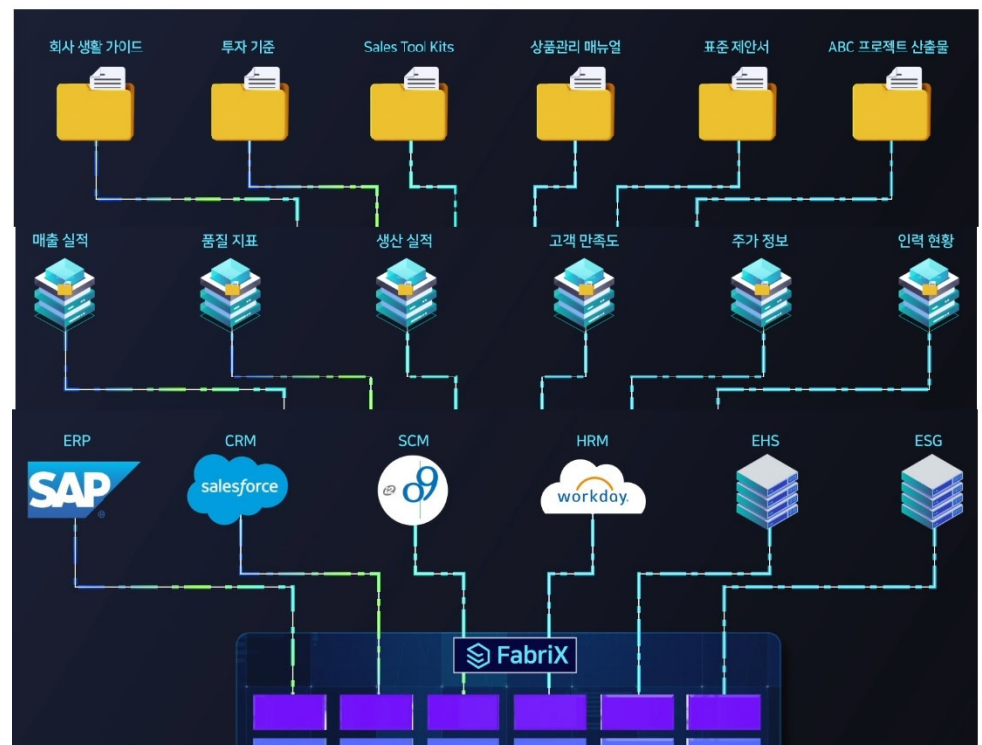 회사 생활 가이드
투자 기준
Sales Tool Kits
상품관리 매뉴얼
표준 제안서
ABC 프로젝트 산출물
매출 실적
품질 지표
생산 실적
고객 만족도
주가 정보
인력 현황
ERP
CRM
SCM
HRM
EHS
ESG
SAP
®
salesforce
o9
workday.
FabriX